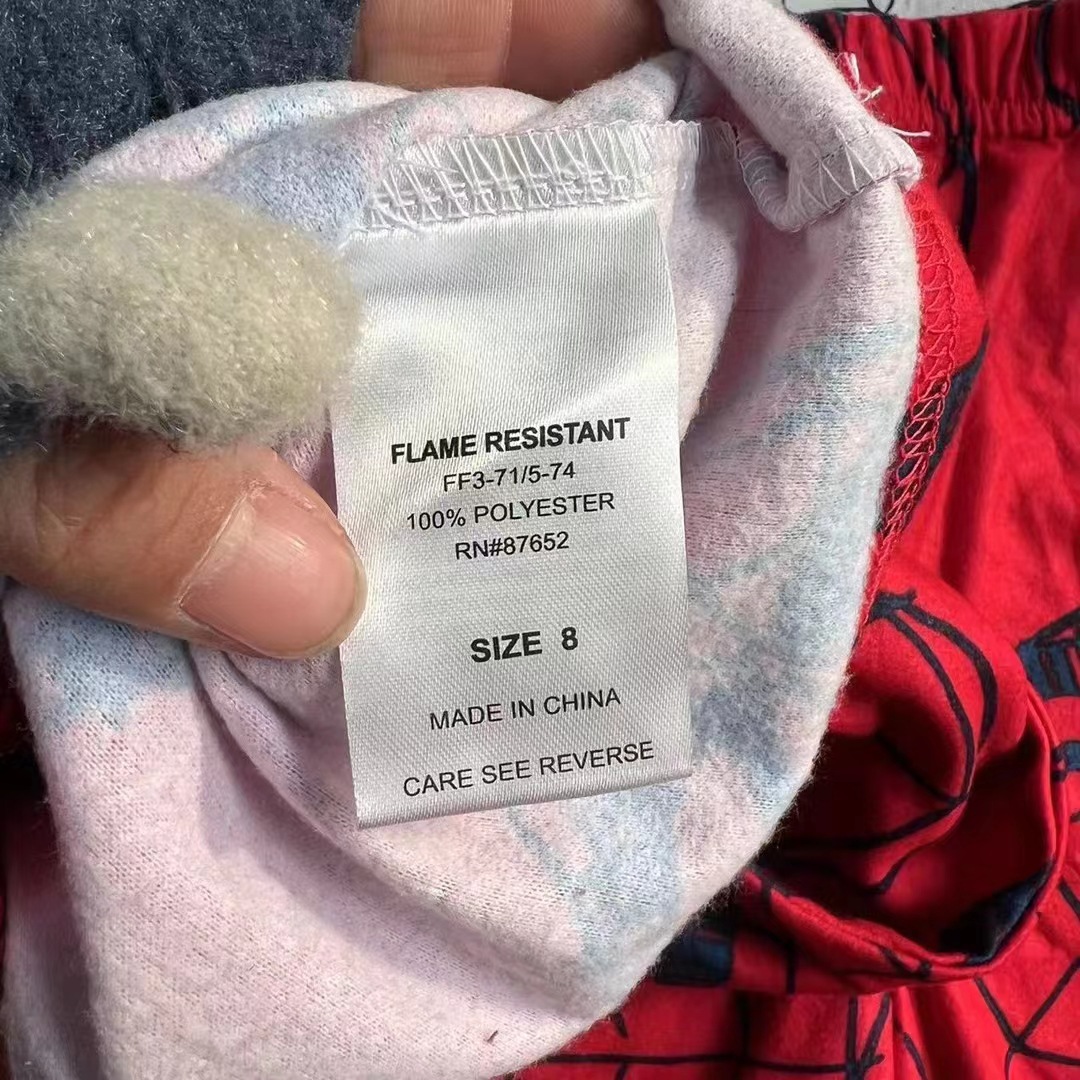 FLAME RESISTANT
FF3-71/5-74
100% POLYESTER
RN#87652
SIZE 8
MADE IN CHINA
CARE SEE REVERSE